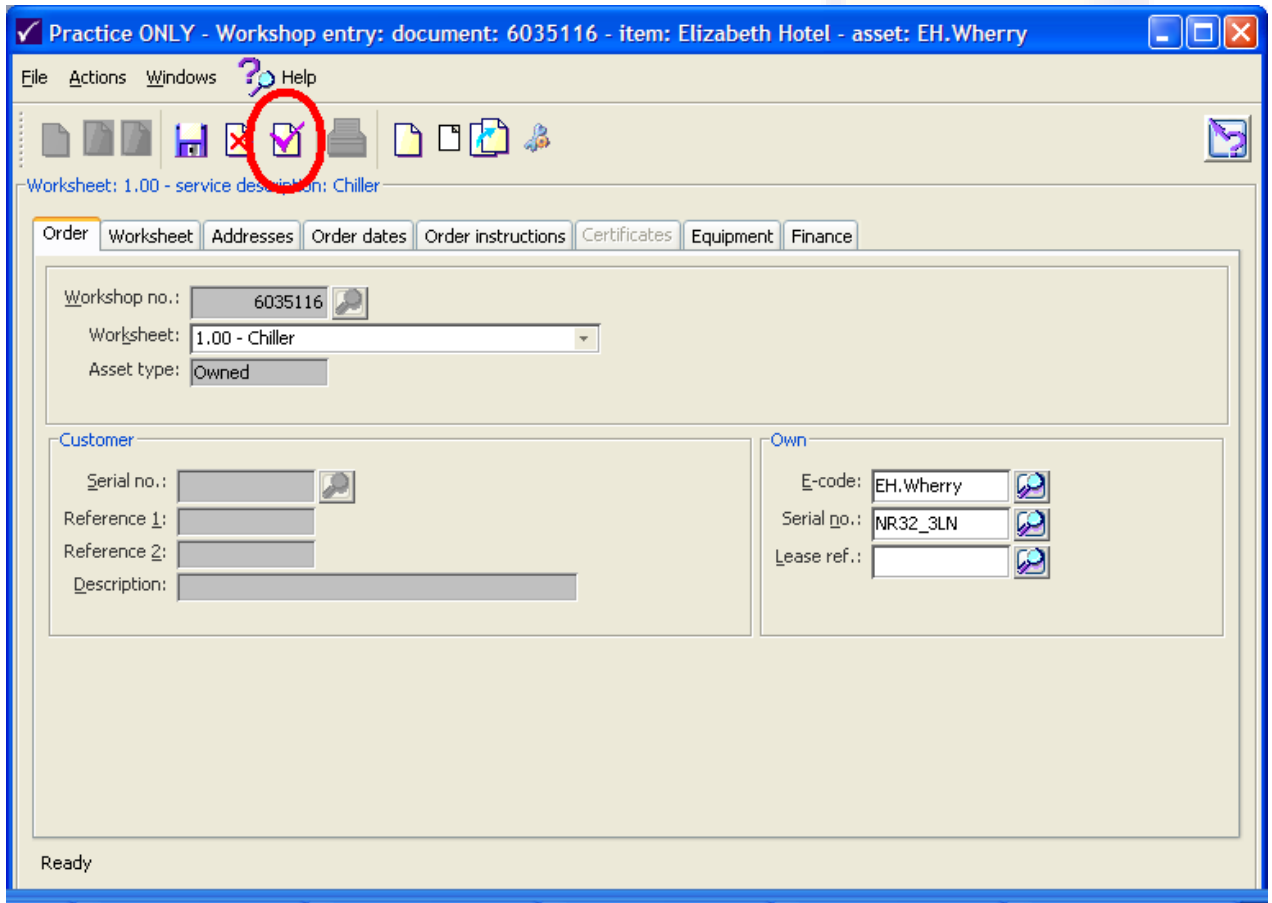 Practice ONLY - Workshop entry: document: 6035116 - item: Elizabeth Hotel - asset: EH.Wherry
File Actions Windows Help
Worksheet: 1.00 - service description: Chiller
Order Worksheet Addresses Order dates Order instructions Certificates Equipment Finance
Workshop no.: 6035116
Worksheet: 1.00 - Chiller
Asset type: Owned
Customer
Serial no.:
Reference 1:
Reference 2:
Description:
Own
E-code: EH.Wherry
Serial no.: NR32_3LN
Lease ref.:
Ready